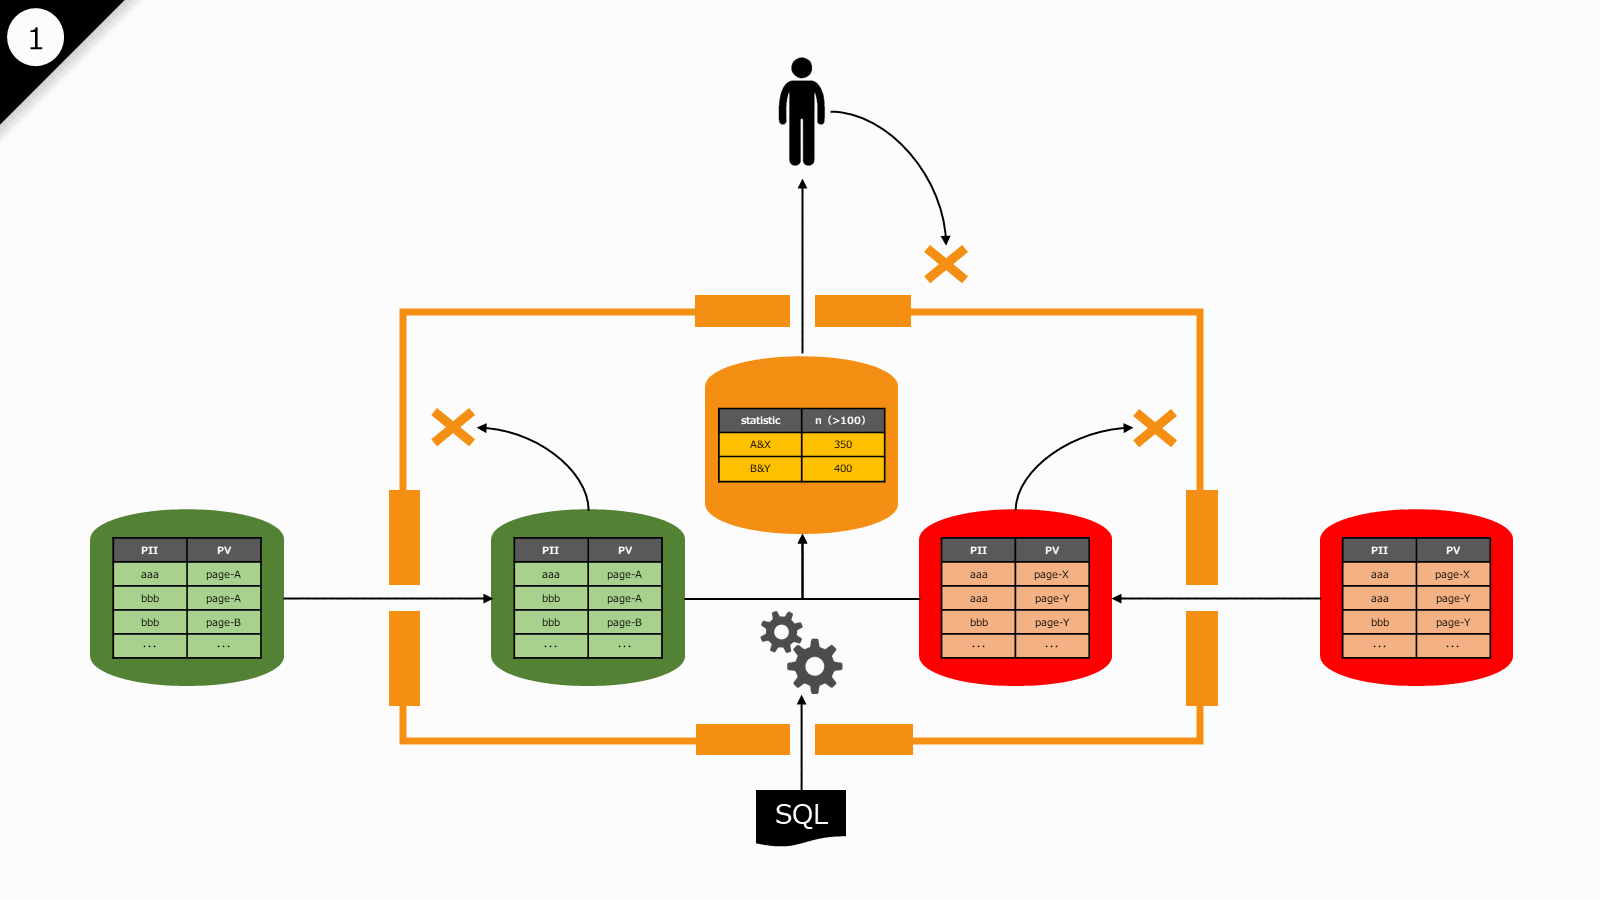 1
statistic n（>100）
A&X 350
B&Y 400
PII PV
aaa page-A
bbb page-A
bbb page-B
... ...
PII PV
aaa page-A
bbb page-A
bbb page-B
... ...
PII PV
aaa page-X
aaa page-Y
bbb page-Y
... ...
PII PV
aaa page-X
aaa page-Y
bbb page-Y
... ...
SQL